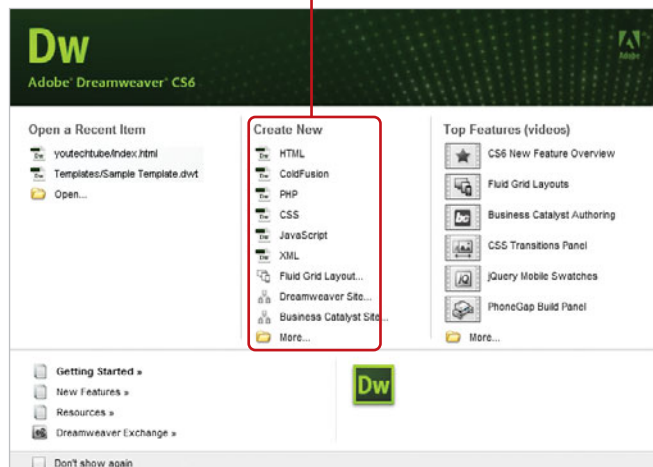 Dw
Adobe
Adobe® Dreamweaver® CS6
Open a Recent Item
youtechtube/index.html
Templates/Sample Template.dwt
Open...
Create New
HTML
ColdFusion
PHP
CSS
JavaScript
XML
Fluid Grid Layout...
Dreamweaver Site...
Business Catalyst Site...
More...
Top Features (videos)
CS6 New Feature Overview
Fluid Grid Layouts
Business Catalyst Authoring
CSS Transitions Panel
jQuery Mobile Swatches
PhoneGap Build Panel
More...
Getting Started »
New Features »
Resources »
Dreamweaver Exchange »
Dw
Don't show again